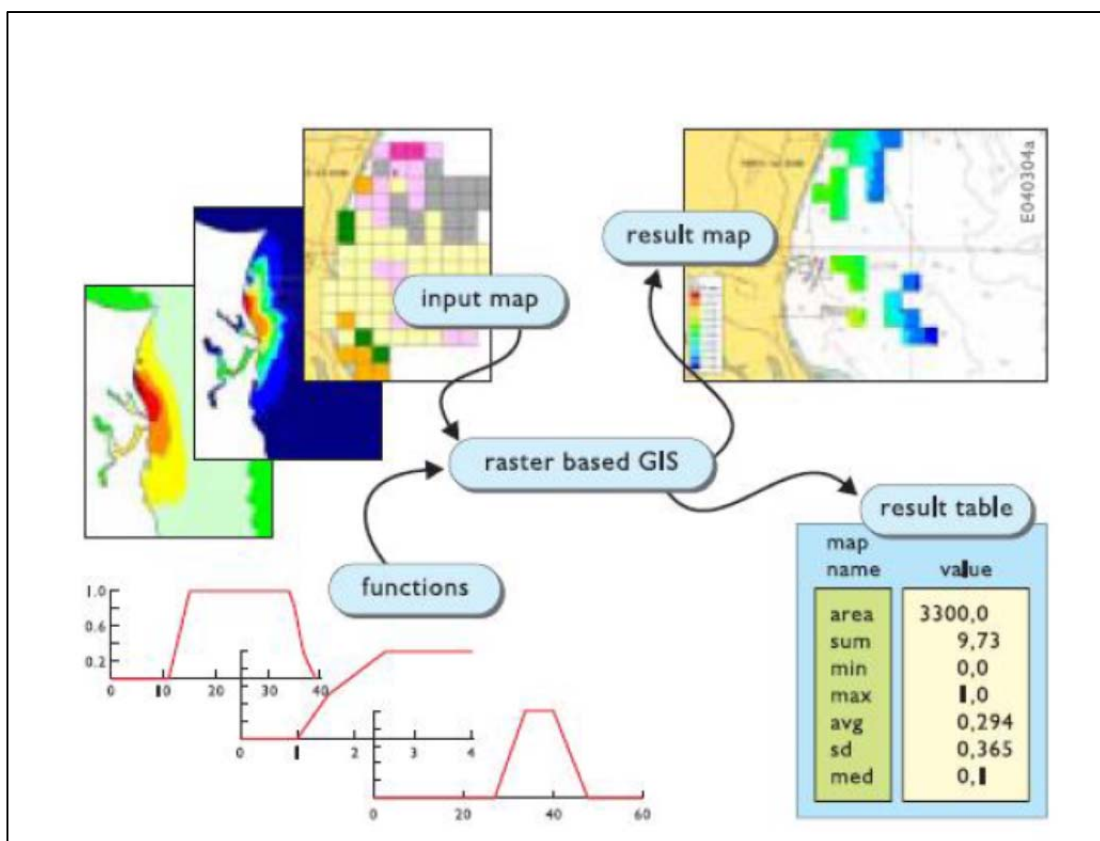 E040304a
result map
input map
raster based GIS
result table
map
name value
area 3300,0
sum 9,73
min 0,0
max 1,0
avg 0,294
sd 0,365
med 0,1
functions
1.0
0.6
0.2
0 10 20 30 40
0 1 2 3 4
0 20 40 60